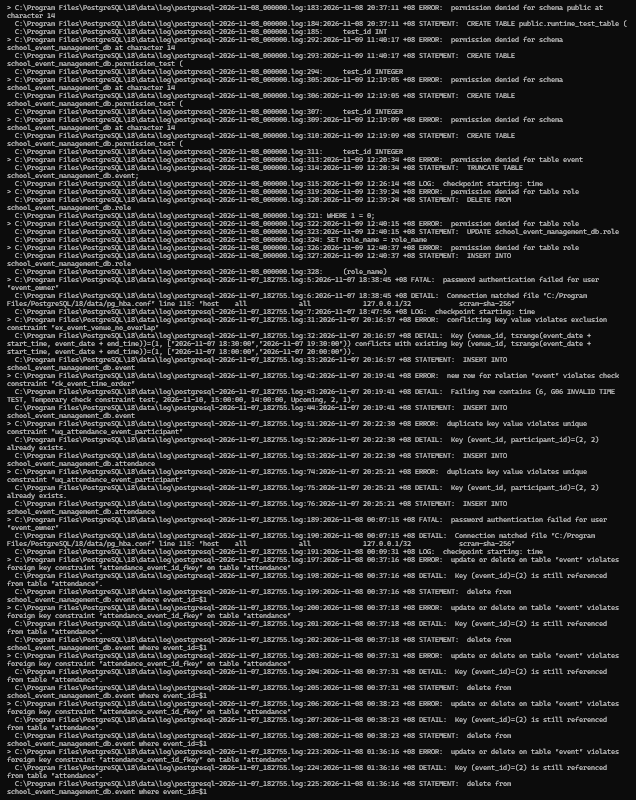 > C:\Program Files\PostgreSQL\18\data\log\postgresql-2026-11-08_000000.log:183:2026-11-08 20:37:11 +08 ERROR:  permission denied for schema public at
character 14
  C:\Program Files\PostgreSQL\18\data\log\postgresql-2026-11-08_000000.log:184:2026-11-08 20:37:11 +08 STATEMENT:  CREATE TABLE public.runtime_test_table (
  C:\Program Files\PostgreSQL\18\data\log\postgresql-2026-11-08_000000.log:185:     test_id INT
> C:\Program Files\PostgreSQL\18\data\log\postgresql-2026-11-08_000000.log:292:2026-11-09 11:40:17 +08 ERROR:  permission denied for schema
school_event_management_db at character 14
  C:\Program Files\PostgreSQL\18\data\log\postgresql-2026-11-08_000000.log:293:2026-11-09 11:40:17 +08 STATEMENT:  CREATE TABLE
school_event_management_db.permission_test (
  C:\Program Files\PostgreSQL\18\data\log\postgresql-2026-11-08_000000.log:294:     test_id INTEGER
> C:\Program Files\PostgreSQL\18\data\log\postgresql-2026-11-08_000000.log:305:2026-11-09 12:19:05 +08 ERROR:  permission denied for schema
school_event_management_db at character 14
  C:\Program Files\PostgreSQL\18\data\log\postgresql-2026-11-08_000000.log:306:2026-11-09 12:19:05 +08 STATEMENT:  CREATE TABLE
school_event_management_db.permission_test (
  C:\Program Files\PostgreSQL\18\data\log\postgresql-2026-11-08_000000.log:307:     test_id INTEGER
> C:\Program Files\PostgreSQL\18\data\log\postgresql-2026-11-08_000000.log:309:2026-11-09 12:19:09 +08 ERROR:  permission denied for schema
school_event_management_db at character 14
  C:\Program Files\PostgreSQL\18\data\log\postgresql-2026-11-08_000000.log:310:2026-11-09 12:19:09 +08 STATEMENT:  CREATE TABLE
school_event_management_db.permission_test (
  C:\Program Files\PostgreSQL\18\data\log\postgresql-2026-11-08_000000.log:311:     test_id INTEGER
> C:\Program Files\PostgreSQL\18\data\log\postgresql-2026-11-08_000000.log:313:2026-11-09 12:20:34 +08 ERROR:  permission denied for table event
  C:\Program Files\PostgreSQL\18\data\log\postgresql-2026-11-08_000000.log:314:2026-11-09 12:20:34 +08 STATEMENT:  TRUNCATE TABLE
school_event_management_db.event;
  C:\Program Files\PostgreSQL\18\data\log\postgresql-2026-11-08_000000.log:315:2026-11-09 12:26:14 +08 LOG:  checkpoint starting: time
> C:\Program Files\PostgreSQL\18\data\log\postgresql-2026-11-08_000000.log:319:2026-11-09 12:39:24 +08 ERROR:  permission denied for table role
  C:\Program Files\PostgreSQL\18\data\log\postgresql-2026-11-08_000000.log:320:2026-11-09 12:39:24 +08 STATEMENT:  DELETE FROM
school_event_management_db.role
  C:\Program Files\PostgreSQL\18\data\log\postgresql-2026-11-08_000000.log:321: WHERE 1 = 0;
> C:\Program Files\PostgreSQL\18\data\log\postgresql-2026-11-08_000000.log:322:2026-11-09 12:40:15 +08 ERROR:  permission denied for table role
  C:\Program Files\PostgreSQL\18\data\log\postgresql-2026-11-08_000000.log:323:2026-11-09 12:40:15 +08 STATEMENT:  UPDATE school_event_management_db.role
  C:\Program Files\PostgreSQL\18\data\log\postgresql-2026-11-08_000000.log:324: SET role_name = role_name
> C:\Program Files\PostgreSQL\18\data\log\postgresql-2026-11-08_000000.log:326:2026-11-09 12:40:37 +08 ERROR:  permission denied for table role
  C:\Program Files\PostgreSQL\18\data\log\postgresql-2026-11-08_000000.log:327:2026-11-09 12:40:37 +08 STATEMENT:  INSERT INTO
school_event_management_db.role
  C:\Program Files\PostgreSQL\18\data\log\postgresql-2026-11-08_000000.log:328:     (role_name)
> C:\Program Files\PostgreSQL\18\data\log\postgresql-2026-11-07_182755.log:5:2026-11-07 18:38:45 +08 FATAL:  password authentication failed for user
"event_owner"
  C:\Program Files\PostgreSQL\18\data\log\postgresql-2026-11-07_182755.log:6:2026-11-07 18:38:45 +08 DETAIL:  Connection matched file "C:/Program
Files/PostgreSQL/18/data/pg_hba.conf" line 115: "host    all             all             127.0.0.1/32            scram-sha-256"
  C:\Program Files\PostgreSQL\18\data\log\postgresql-2026-11-07_182755.log:7:2026-11-07 18:47:56 +08 LOG:  checkpoint starting: time
> C:\Program Files\PostgreSQL\18\data\log\postgresql-2026-11-07_182755.log:31:2026-11-07 20:16:57 +08 ERROR:  conflicting key value violates exclusion
constraint "ex_event_venue_no_overlap"
  C:\Program Files\PostgreSQL\18\data\log\postgresql-2026-11-07_182755.log:32:2026-11-07 20:16:57 +08 DETAIL:  Key (venue_id, tsrange(event_date +
start_time, event_date + end_time))=(1, ["2026-11-07 18:30:00","2026-11-07 19:30:00")) conflicts with existing key (venue_id, tsrange(event_date +
start_time, event_date + end_time))=(1, ["2026-11-07 18:00:00","2026-11-07 20:00:00")).
  C:\Program Files\PostgreSQL\18\data\log\postgresql-2026-11-07_182755.log:33:2026-11-07 20:16:57 +08 STATEMENT:  INSERT INTO
school_event_management_db.event
> C:\Program Files\PostgreSQL\18\data\log\postgresql-2026-11-07_182755.log:42:2026-11-07 20:19:41 +08 ERROR:  new row for relation "event" violates check
constraint "ck_event_time_order"
  C:\Program Files\PostgreSQL\18\data\log\postgresql-2026-11-07_182755.log:43:2026-11-07 20:19:41 +08 DETAIL:  Failing row contains (6, G06 INVALID TIME
TEST, Temporary check constraint test, 2026-11-10, 15:00:00, 14:00:00, Upcoming, 2, 1).
  C:\Program Files\PostgreSQL\18\data\log\postgresql-2026-11-07_182755.log:44:2026-11-07 20:19:41 +08 STATEMENT:  INSERT INTO
school_event_management_db.event
> C:\Program Files\PostgreSQL\18\data\log\postgresql-2026-11-07_182755.log:51:2026-11-07 20:22:30 +08 ERROR:  duplicate key value violates unique
constraint "uq_attendance_event_participant"
  C:\Program Files\PostgreSQL\18\data\log\postgresql-2026-11-07_182755.log:52:2026-11-07 20:22:30 +08 DETAIL:  Key (event_id, participant_id)=(2, 2)
already exists.
  C:\Program Files\PostgreSQL\18\data\log\postgresql-2026-11-07_182755.log:53:2026-11-07 20:22:30 +08 STATEMENT:  INSERT INTO
school_event_management_db.attendance
> C:\Program Files\PostgreSQL\18\data\log\postgresql-2026-11-07_182755.log:74:2026-11-07 20:25:21 +08 ERROR:  duplicate key value violates unique
constraint "uq_attendance_event_participant"
  C:\Program Files\PostgreSQL\18\data\log\postgresql-2026-11-07_182755.log:75:2026-11-07 20:25:21 +08 DETAIL:  Key (event_id, participant_id)=(2, 2)
already exists.
  C:\Program Files\PostgreSQL\18\data\log\postgresql-2026-11-07_182755.log:76:2026-11-07 20:25:21 +08 STATEMENT:  INSERT INTO
school_event_management_db.attendance
> C:\Program Files\PostgreSQL\18\data\log\postgresql-2026-11-07_182755.log:189:2026-11-08 00:07:15 +08 FATAL:  password authentication failed for user
"event_owner"
  C:\Program Files\PostgreSQL\18\data\log\postgresql-2026-11-07_182755.log:190:2026-11-08 00:07:15 +08 DETAIL:  Connection matched file "C:/Program
Files/PostgreSQL/18/data/pg_hba.conf" line 115: "host    all             all             127.0.0.1/32            scram-sha-256"
  C:\Program Files\PostgreSQL\18\data\log\postgresql-2026-11-07_182755.log:191:2026-11-08 00:09:31 +08 LOG:  checkpoint starting: time
> C:\Program Files\PostgreSQL\18\data\log\postgresql-2026-11-07_182755.log:197:2026-11-08 00:37:16 +08 ERROR:  update or delete on table "event" violates
foreign key constraint "attendance_event_id_fkey" on table "attendance"
  C:\Program Files\PostgreSQL\18\data\log\postgresql-2026-11-07_182755.log:198:2026-11-08 00:37:16 +08 DETAIL:  Key (event_id)=(2) is still referenced
from table "attendance".
  C:\Program Files\PostgreSQL\18\data\log\postgresql-2026-11-07_182755.log:199:2026-11-08 00:37:16 +08 STATEMENT:  delete from
school_event_management_db.event where event_id=$1
> C:\Program Files\PostgreSQL\18\data\log\postgresql-2026-11-07_182755.log:200:2026-11-08 00:37:18 +08 ERROR:  update or delete on table "event" violates
foreign key constraint "attendance_event_id_fkey" on table "attendance"
  C:\Program Files\PostgreSQL\18\data\log\postgresql-2026-11-07_182755.log:201:2026-11-08 00:37:18 +08 DETAIL:  Key (event_id)=(2) is still referenced
from table "attendance".
  C:\Program Files\PostgreSQL\18\data\log\postgresql-2026-11-07_182755.log:202:2026-11-08 00:37:18 +08 STATEMENT:  delete from
school_event_management_db.event where event_id=$1
> C:\Program Files\PostgreSQL\18\data\log\postgresql-2026-11-07_182755.log:203:2026-11-08 00:37:31 +08 ERROR:  update or delete on table "event" violates
foreign key constraint "attendance_event_id_fkey" on table "attendance"
  C:\Program Files\PostgreSQL\18\data\log\postgresql-2026-11-07_182755.log:204:2026-11-08 00:37:31 +08 DETAIL:  Key (event_id)=(2) is still referenced
from table "attendance".
  C:\Program Files\PostgreSQL\18\data\log\postgresql-2026-11-07_182755.log:205:2026-11-08 00:37:31 +08 STATEMENT:  delete from
school_event_management_db.event where event_id=$1
> C:\Program Files\PostgreSQL\18\data\log\postgresql-2026-11-07_182755.log:206:2026-11-08 00:38:23 +08 ERROR:  update or delete on table "event" violates
foreign key constraint "attendance_event_id_fkey" on table "attendance"
  C:\Program Files\PostgreSQL\18\data\log\postgresql-2026-11-07_182755.log:207:2026-11-08 00:38:23 +08 DETAIL:  Key (event_id)=(2) is still referenced
from table "attendance".
  C:\Program Files\PostgreSQL\18\data\log\postgresql-2026-11-07_182755.log:208:2026-11-08 00:38:23 +08 STATEMENT:  delete from
school_event_management_db.event where event_id=$1
> C:\Program Files\PostgreSQL\18\data\log\postgresql-2026-11-07_182755.log:223:2026-11-08 01:36:16 +08 ERROR:  update or delete on table "event" violates
foreign key constraint "attendance_event_id_fkey" on table "attendance"
  C:\Program Files\PostgreSQL\18\data\log\postgresql-2026-11-07_182755.log:224:2026-11-08 01:36:16 +08 DETAIL:  Key (event_id)=(2) is still referenced
from table "attendance".
  C:\Program Files\PostgreSQL\18\data\log\postgresql-2026-11-07_182755.log:225:2026-11-08 01:36:16 +08 STATEMENT:  delete from
school_event_management_db.event where event_id=$1